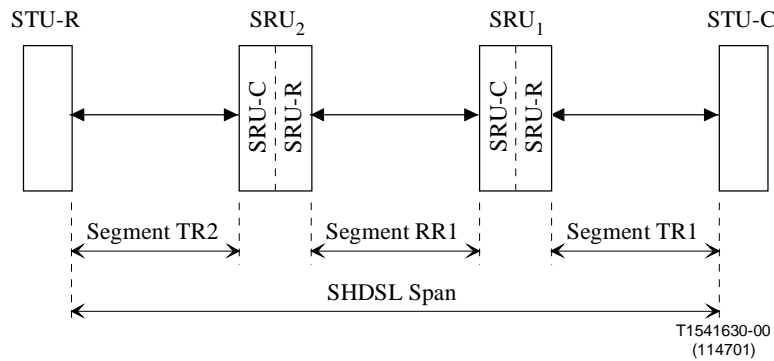 STU-R
SRU2
SRU1
STU-C
SRU-C
SRU-R
SRU-C
SRU-R
Segment TR2
Segment RR1
Segment TR1
SHDSL Span
T1541630-00
(114701)